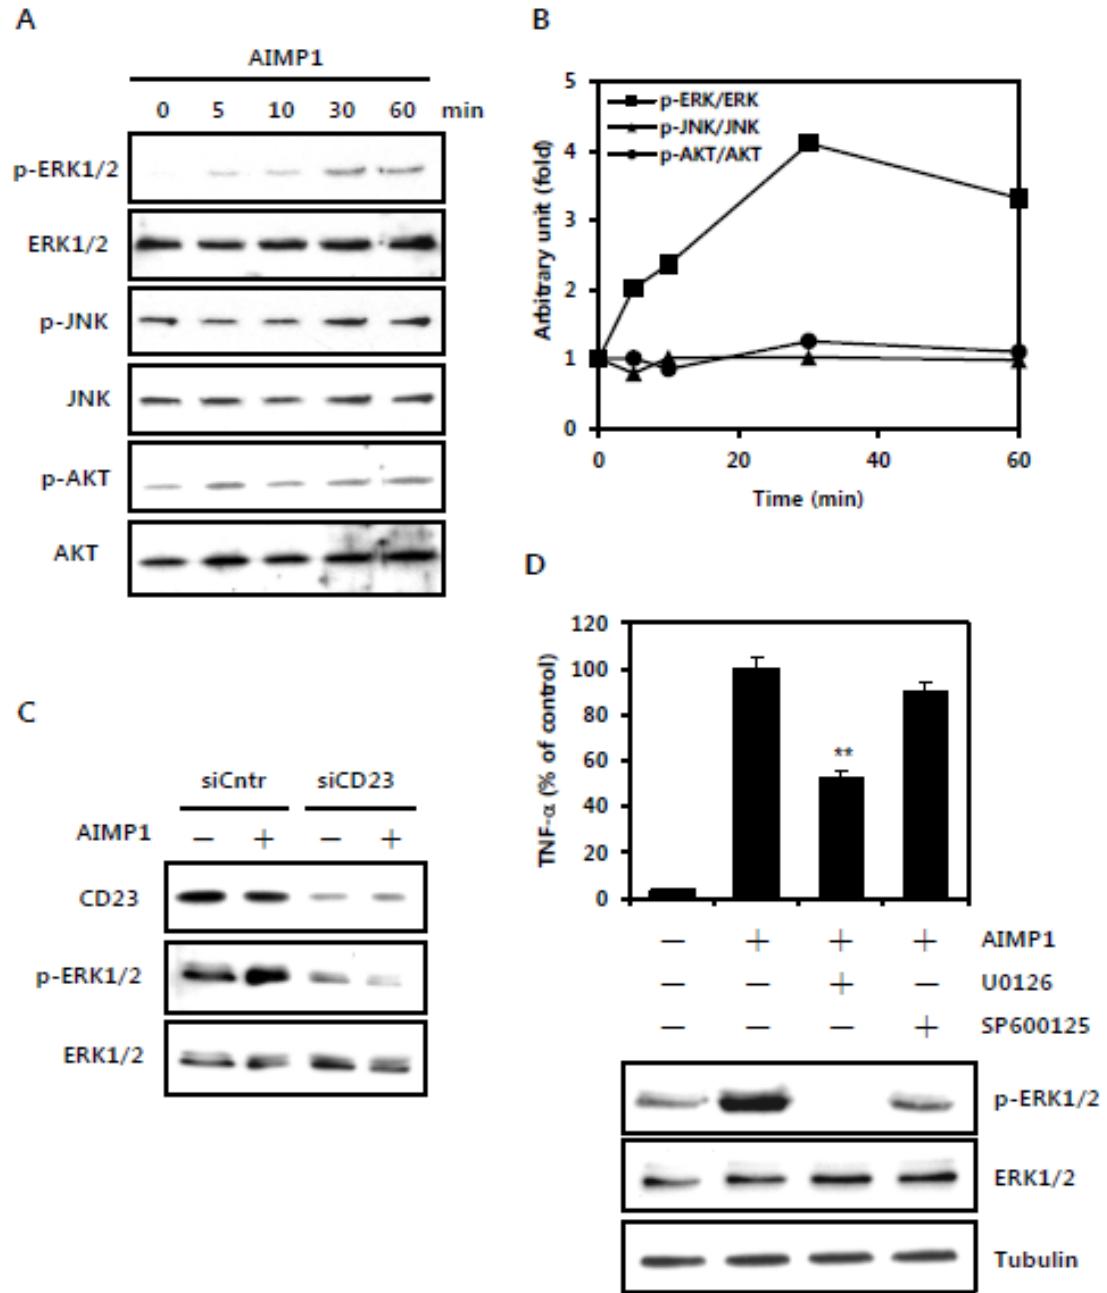 A
AIMP1
0 5 10 30 60 min
p-ERK1/2
ERK1/2
p-JNK
JNK
p-AKT
AKT
B
5
4
3
2
1
0
Arbitrary unit (fold)
p-ERK/ERK
p-JNK/JNK
p-AKT/AKT
0 20 40 60
Time (min)
C
siCntr siCD23
AIMP1 − + − +
CD23
p-ERK1/2
ERK1/2
D
120
100
80
60
40
20
0
TNF-α (% of control)
**
− + + + AIMP1
− − + − U0126
− − − + SP600125
p-ERK1/2
ERK1/2
Tubulin